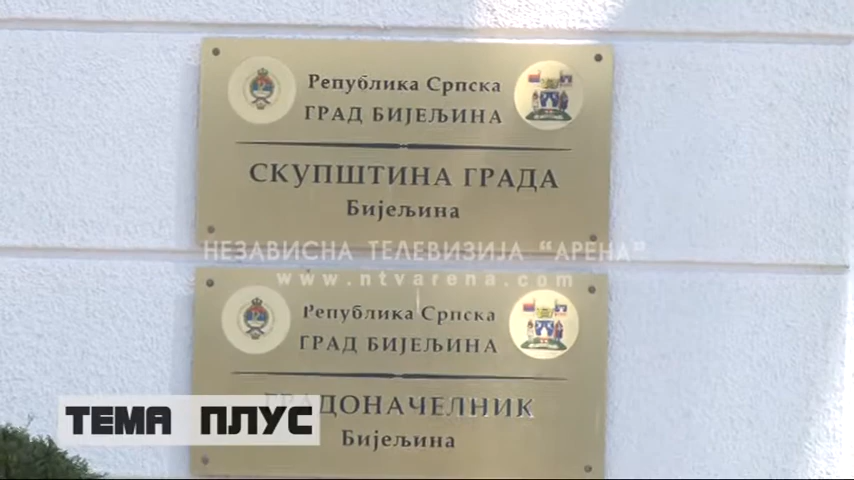 Република Српска
ГРАД БИЈЕЉИНА
СКУПШТИНА ГРАДА
Бијељина
НЕЗАВИСНА ТЕЛЕВИЗИЈА "АРЕНА"
www.ntvarena.com
Република Српска
ГРАД БИЈЕЉИНА
ГРАДОНАЧЕЛНИК
Бијељина
ТЕМА ПЛУС